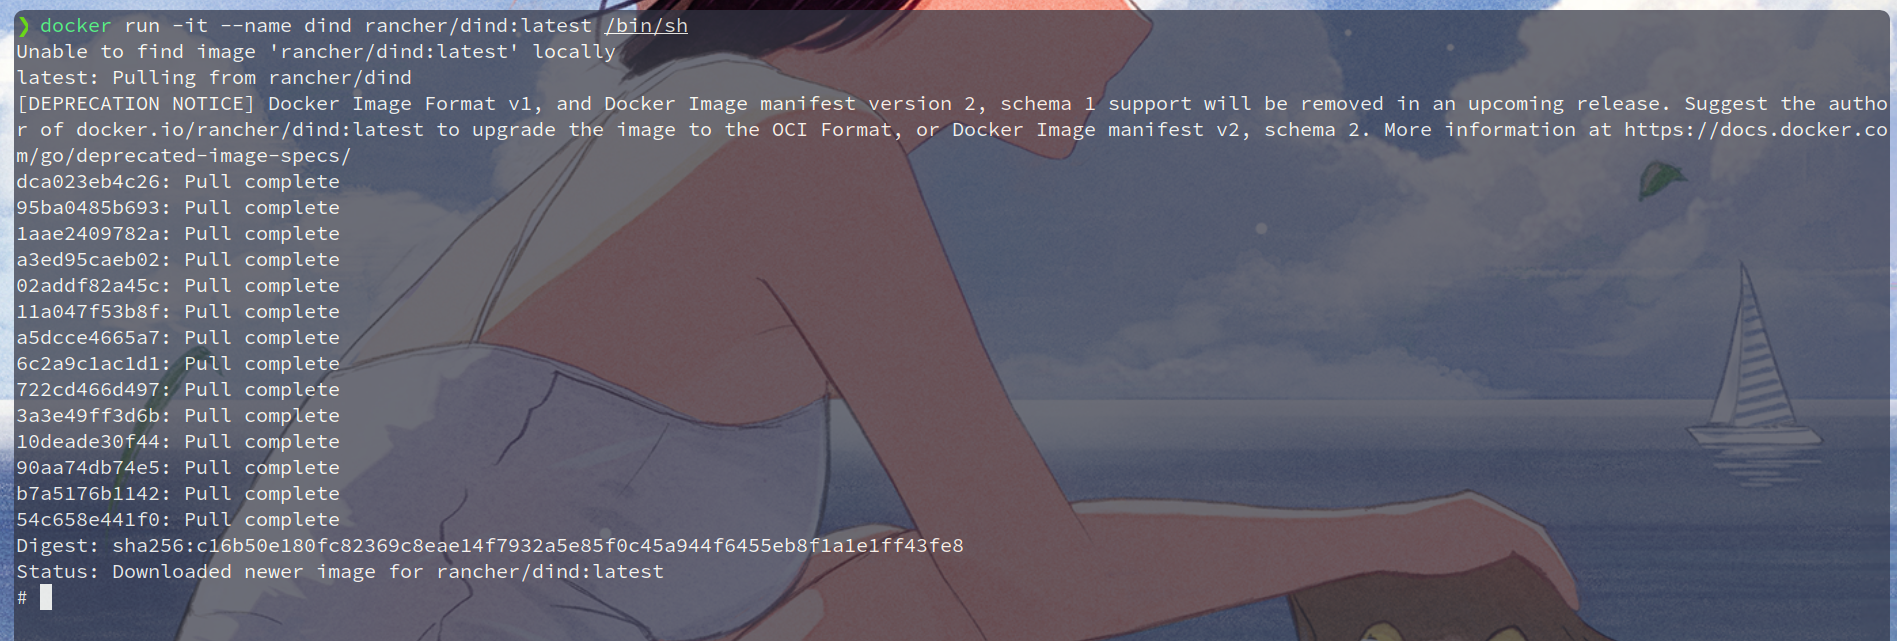 ❯ docker run -it --name dind rancher/dind:latest /bin/sh
Unable to find image 'rancher/dind:latest' locally
latest: Pulling from rancher/dind
[DEPRECATION NOTICE] Docker Image Format v1, and Docker Image manifest version 2, schema 1 support will be removed in an upcoming release. Suggest the autho
r of docker.io/rancher/dind:latest to upgrade the image to the OCI Format, or Docker Image manifest v2, schema 2. More information at https://docs.docker.co
m/go/deprecated-image-specs/
dca023eb4c26: Pull complete
95ba0485b693: Pull complete
1aae2409782a: Pull complete
a3ed95caeb02: Pull complete
02addf82a45c: Pull complete
11a047f53b8f: Pull complete
a5dcce4665a7: Pull complete
6c2a9c1ac1d1: Pull complete
722cd466d497: Pull complete
3a3e49ff3d6b: Pull complete
10deade30f44: Pull complete
90aa74db74e5: Pull complete
b7a5176b1142: Pull complete
54c658e441f0: Pull complete
Digest: sha256:c16b50e180fc82369c8eae14f7932a5e85f0c45a944f6455eb8f1a1e1ff43fe8
Status: Downloaded newer image for rancher/dind:latest
#